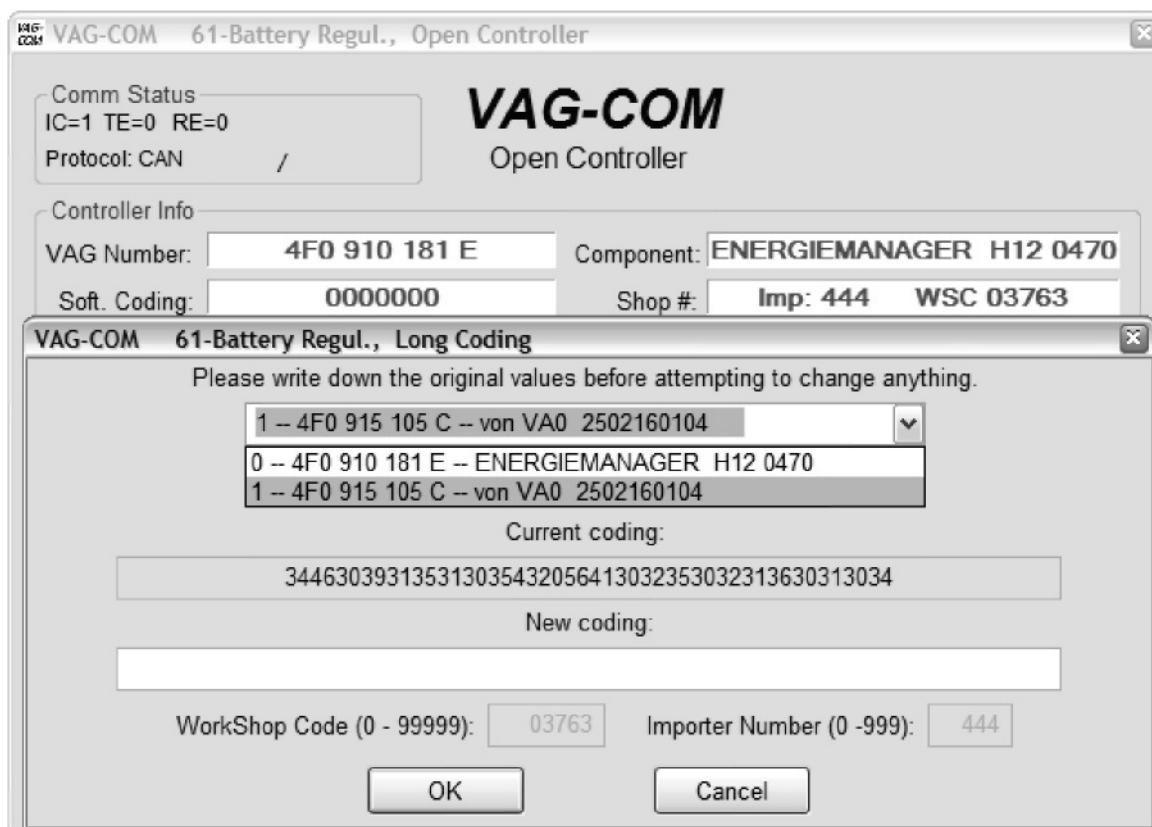 VAG-COM 61-Battery Regul., Open Controller
Comm Status
IC=1 TE=0 RE=0
Protocol: CAN /
VAG-COM
Open Controller
Controller Info
VAG Number: 4F0 910 181 E Component: ENERGIEMANAGER H12 0470
Soft. Coding: 0000000 Shop #: Imp: 444 WSC 03763
VAG-COM 61-Battery Regul., Long Coding
Please write down the original values before attempting to change anything.
1 -- 4F0 915 105 C -- von VA0 2502160104
0 -- 4F0 910 181 E -- ENERGIEMANAGER H12 0470
1 -- 4F0 915 105 C -- von VA0 2502160104
Current coding:
344630393135313035432056413032353032313630313034
New coding:
WorkShop Code (0 - 99999): 03763 Importer Number (0 -999): 444
OK Cancel